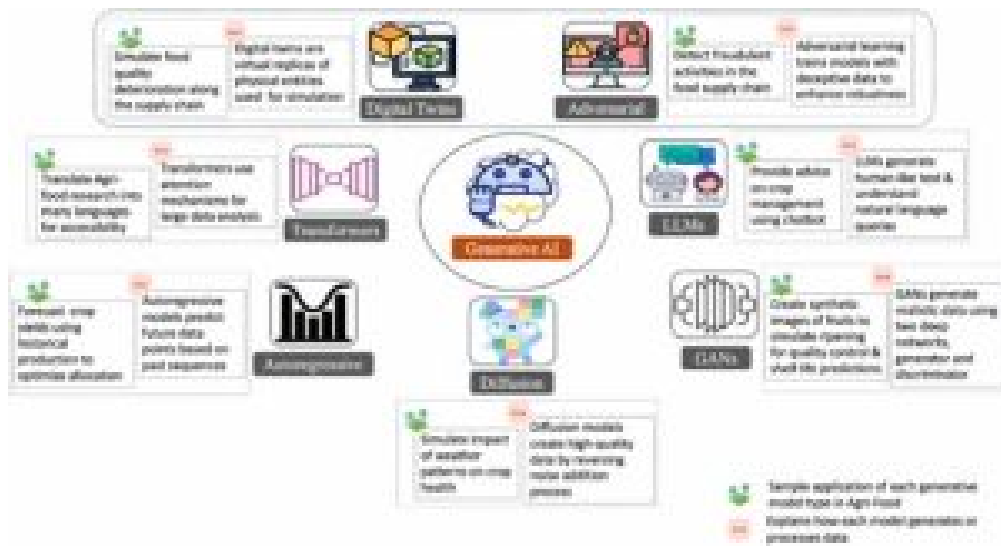 Simulate food
quality
deterioration along
the supply chain
Digital twins are
virtual replicas of
physical entities
used for simulation
Digital Twins
Adversarial
Detect fraudulent
activities in the
food supply chain
Adversarial learning
trains models with
deceptive data to
enhance robustness
Translate Agri-
food research into
many languages
for accessibility
Transformers use
attention
mechanisms for
large data analysis
Transformers
Generative AI
LLMs
Provide advice
on crop
management
using chatbot
LLMs generate
human-like text &
understand
natural language
queries
Forecast crop
yields using
historical
production to
optimize allocation
Autoregressive
models predict
future data
points based on
past sequences
Autoregressive
Diffusion
GANs
Create synthetic
images of fruits to
simulate ripening
for quality control &
shelf life predictions
GANs generate
realistic data using
two deep
networks,
generator and
discriminator
Simulate impact
of weather
patterns on crop
health
Diffusion models
create high-quality
data by reversing
noise addition
process
Sample application of each generative
model type in Agri-Food
Explains how each model generates or
processes data